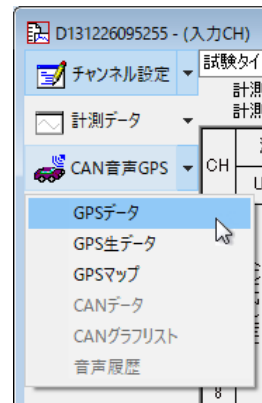 D131226095255 - (入力CH)
チャンネル設定
試験タイ
計測
計測
計測データ
CAN音声GPS
CH
GPSデータ
GPS生データ
GPSマップ
CANデータ
CANグラフリスト
音声履歴
8